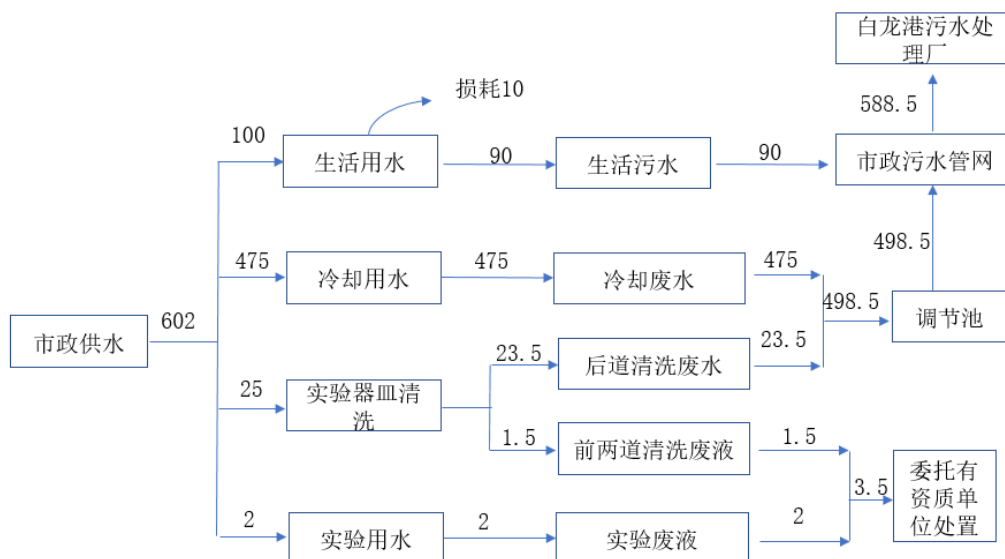 白龙港污水处
理厂
损耗10
588.5
100
生活用水
90
生活污水
90
市政污水管网
498.5
475
冷却用水
475
冷却废水
475
498.5
调节池
市政供水
602
23.5
后道清洗废水
23.5
25
实验器皿清
洗
1.5
前两道清洗废液
1.5
3.5
委托有
资质单
位处置
2
实验用水
2
实验废液
2